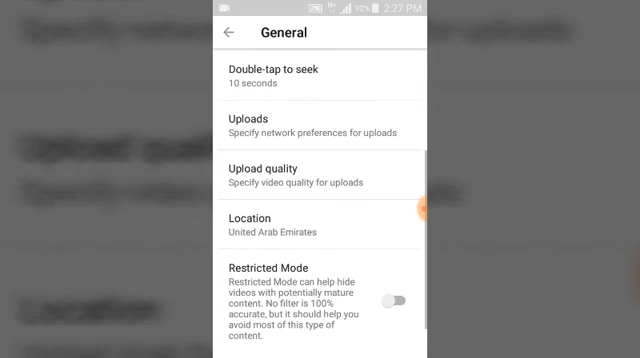 92% 2:27 PM
General
Double-tap to seek
10 seconds
Uploads
Specify network preferences for uploads
Upload quality
Specify video quality for uploads
Location
United Arab Emirates
Restricted Mode
Restricted Mode can help hide
videos with potentially mature
content. No filter is 100%
accurate, but it should help you
avoid most of this type of
content.